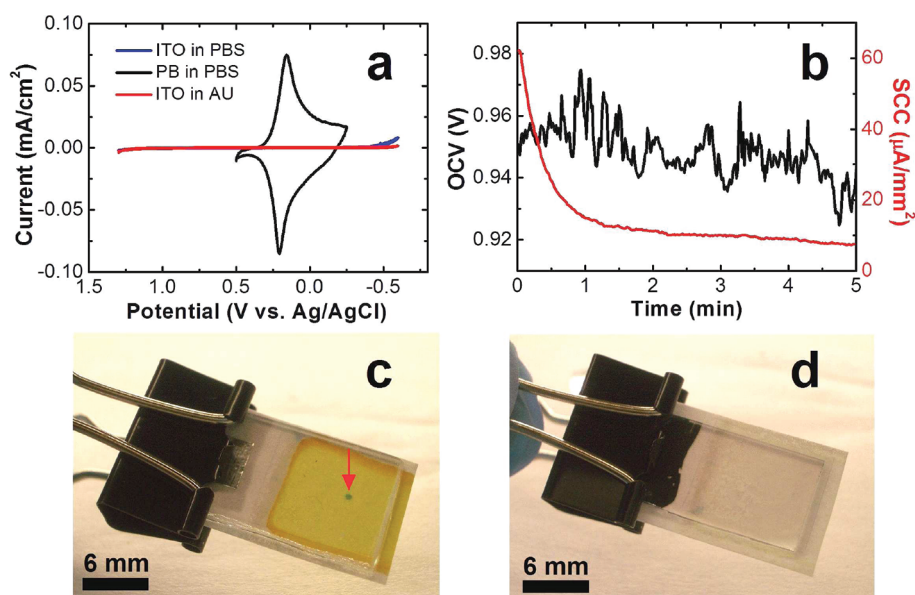 a
ITO in PBS
PB in PBS
ITO in AU
Current (mA/cm²)
0.10
0.05
0.00
-0.05
-0.10
1.5
1.0
0.5
0.0
-0.5
Potential (V vs. Ag/AgCl)
b
OCV (V)
0.98
0.96
0.94
0.92
SCC (µA/mm²)
60
40
20
0
0
1
2
3
4
5
Time (min)
c
6 mm
d
6 mm